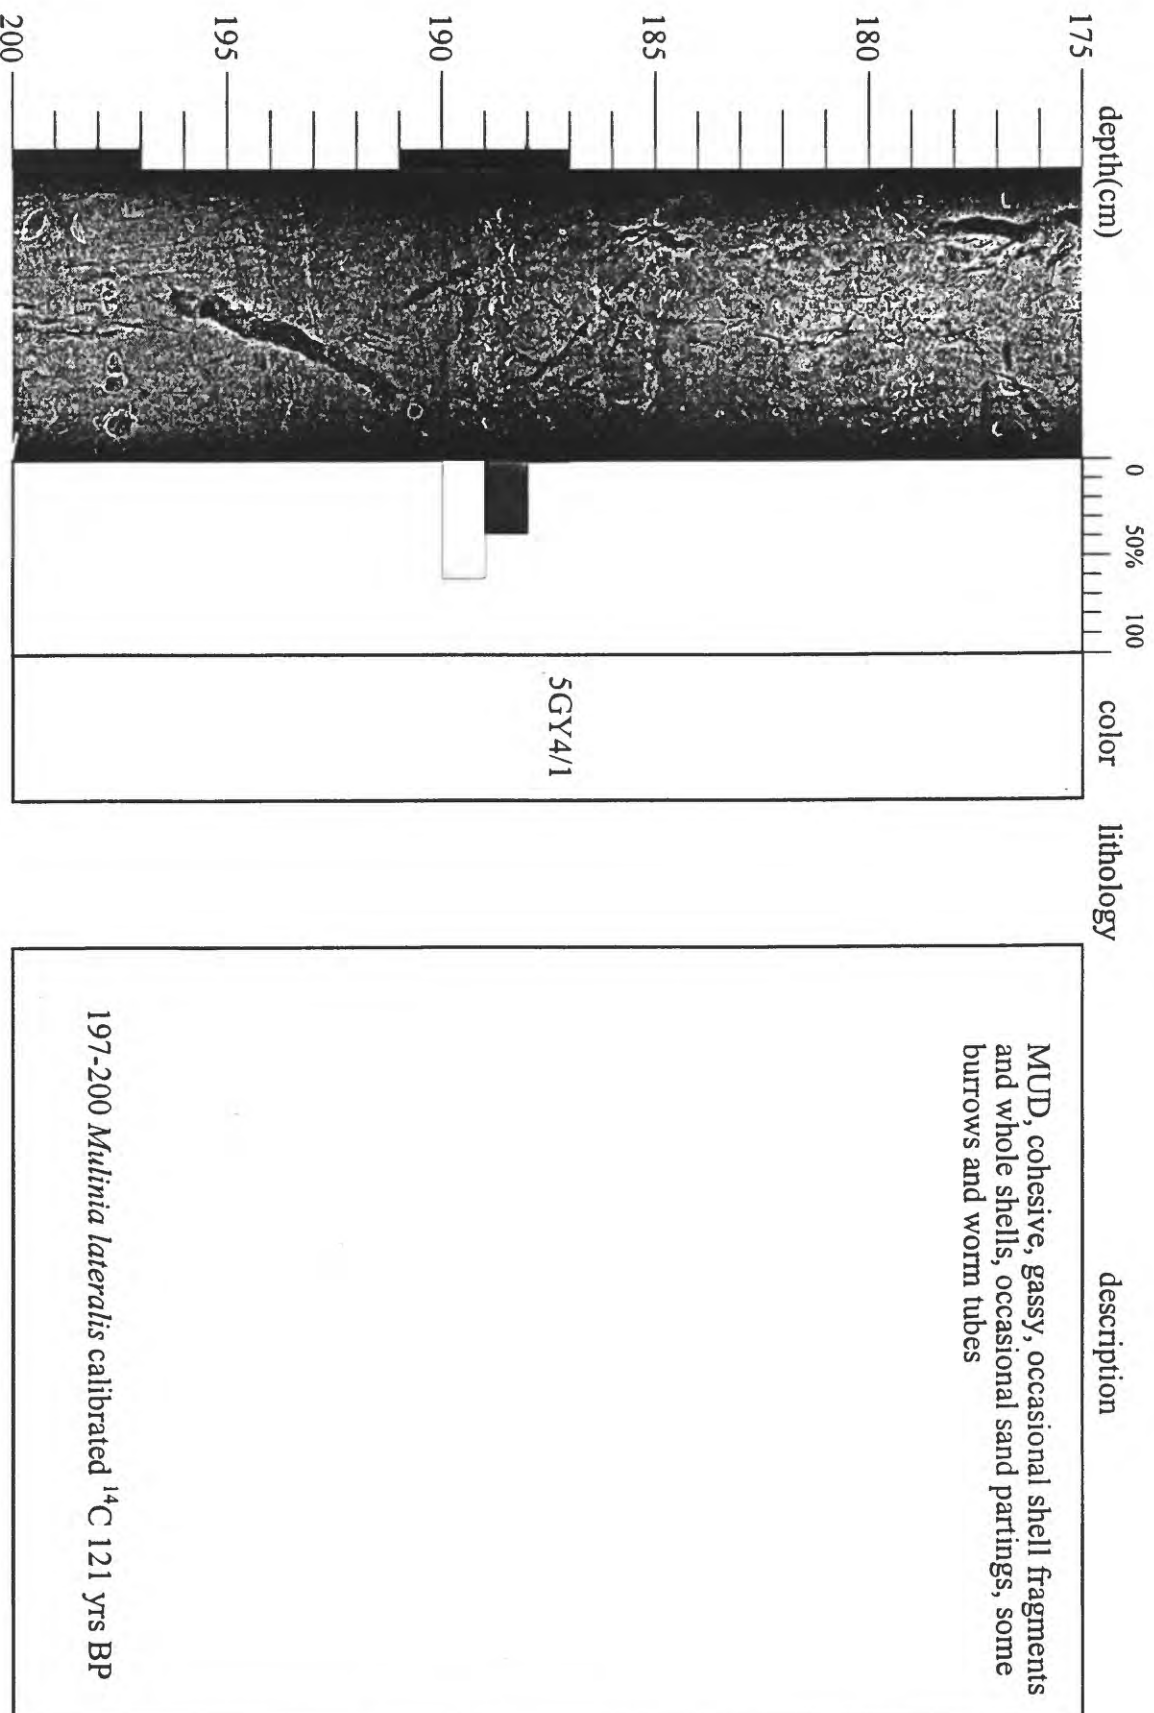 depth(cm)
0
50%
100
color
lithology
description
175
180
185
190
195
200
5GY4/1
MUD, cohesive, gassy, occasional shell fragments
and whole shells, occasional sand partings, some
burrows and worm tubes
197-200 Mulinia lateralis calibrated ¹⁴C 121 yrs BP